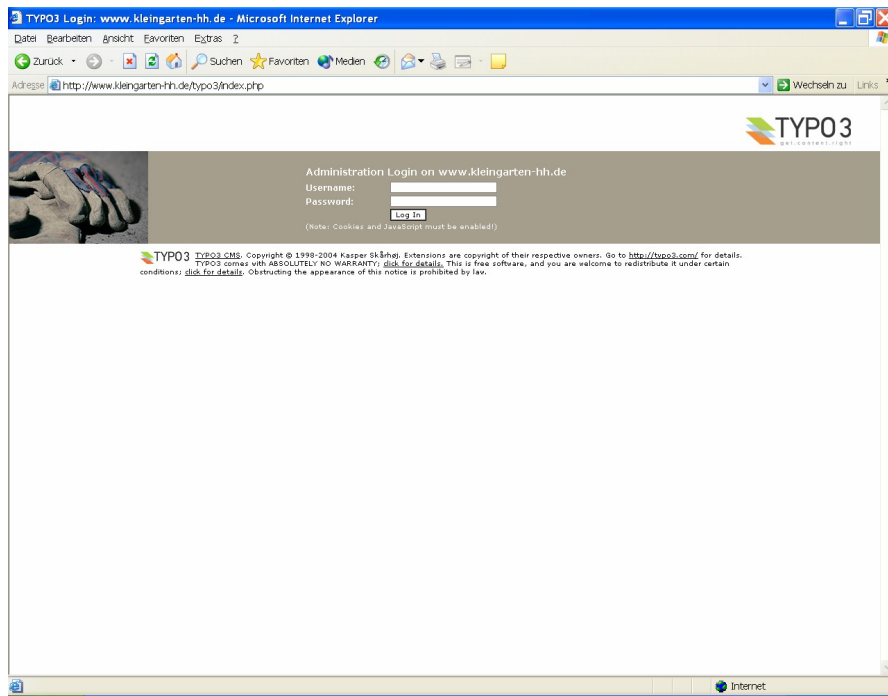 TYPO3 Login: www.kleingarten-hh.de - Microsoft Internet Explorer
Datei Bearbeiten Ansicht Favoriten Extras ?
Zurück Suchen Favoriten Medien
Adresse http://www.kleingarten-hh.de/typo3/index.php Wechseln zu Links
TYPO3
get.content.right
Administration Login on www.kleingarten-hh.de
Username:
Password:
Log In
(Note: Cookies and JavaScript must be enabled!)
TYPO3 TYPO3 CMS. Copyright © 1998-2004 Kasper Skårhøj. Extensions are copyright of their respective owners. Go to http://typo3.com/ for details.
TYPO3 comes with ABSOLUTELY NO WARRANTY; click for details. This is free software, and you are welcome to redistribute it under certain
conditions; click for details. Obstructing the appearance of this notice is prohibited by law.
Internet